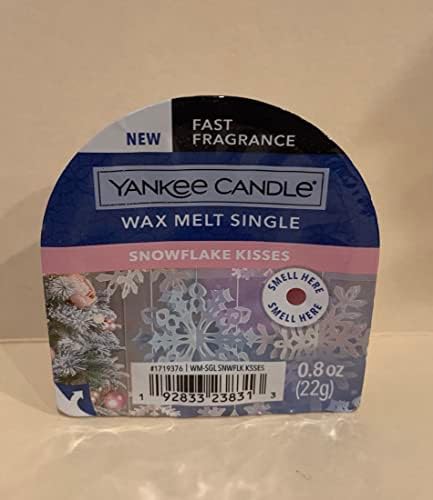 NEW
FAST
FRAGRANCE
YANKEE CANDLE®
WAX MELT SINGLE
SNOWFLAKE KISSES
SMELL HERE
SMELL HERE
#1719376 | WM-SGL SNWFLK KSSES
1 92833 23831 3
0.8 oz
(22g)